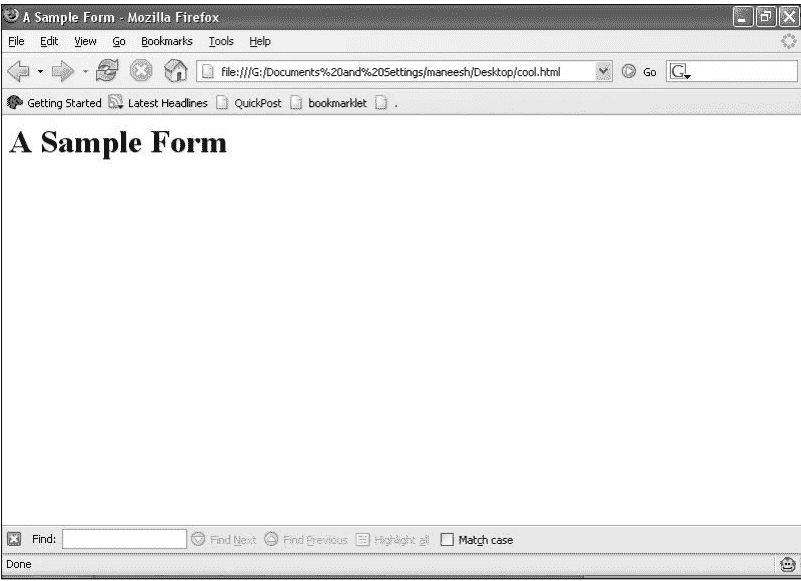 A Sample Form - Mozilla Firefox
File Edit View Go Bookmarks Tools Help
file:///G:/Documents%20and%20Settings/maneesh/Desktop/cool.html Go G
Getting Started Latest Headlines QuickPost bookmarklet .
A Sample Form
Find: Find Next Find Previous Highlight all Match case
Done